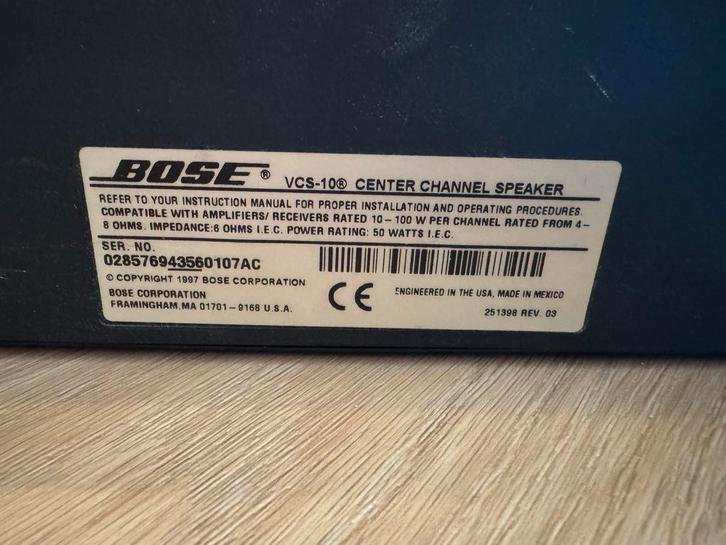 BOSE® VCS-10® CENTER CHANNEL SPEAKER
REFER TO YOUR INSTRUCTION MANUAL FOR PROPER INSTALLATION AND OPERATING PROCEDURES.
COMPATIBLE WITH AMPLIFIERS/ RECEIVERS RATED 10-100 W PER CHANNEL RATED FROM 4-
8 OHMS. IMPEDANCE:6 OHMS I.E.C. POWER RATING: 50 WATTS I.E.C.
SER. NO.
028576943560107AC
© COPYRIGHT 1997 BOSE CORPORATION
BOSE CORPORATION
FRAMINGHAM,MA 01701-9168 U.S.A.
CE
ENGINEERED IN THE USA, MADE IN MEXICO
251398 REV. 03